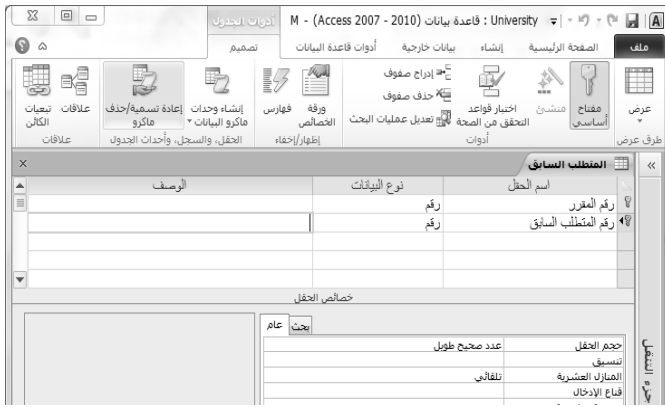 University : قاعدة بيانات (Access 2007 - 2010) - M
أدوات الجدول
ملف الصفحة الرئيسية إنشاء بيانات خارجية أدوات قاعدة البيانات تصميم
عرض
مفتاح أساسي
منشئ
اختبار قواعد التحقق من الصحة
إدراج صفوف
حذف صفوف
تعديل عمليات البحث
ورقة الخصائص
فهارس
إنشاء وحدات ماكرو البيانات
إعادة تسمية/حذف ماكرو
علاقات
تبعيات الكائن
طرق عرض أدوات إظهار/إخفاء الحقل، والسجل، وأحداث الجدول علاقات
المتطلب السابق
اسم الحقل نوع البيانات الوصف
رقم المقرر رقم
رقم المتطلب السابق رقم
خصائص الحقل
عام بحث
حجم الحقل عدد صحيح طويل
تنسيق
المنازل العشرية تلقائي
قناع الإدخال
جزء التنقل